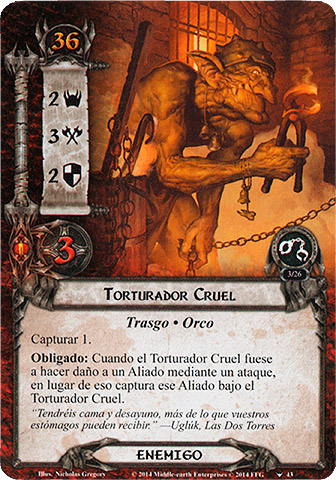 36
2
3
2
3
3/26
TORTURADOR CRUEL
Trasgo • Orco
Capturar 1.
Obligado: Cuando el Torturador Cruel fuese
a hacer daño a un Aliado mediante un ataque,
en lugar de eso captura ese Aliado bajo el
Torturador Cruel.
“Tendréis cama y desayuno, más de lo que vuestros
estómagos pueden recibir.” —Uglúk, Las Dos Torres
ENEMIGO
Illus. Nicholas Gregory
© 2014 Middle-earth Enterprises © 2014 FFG
43